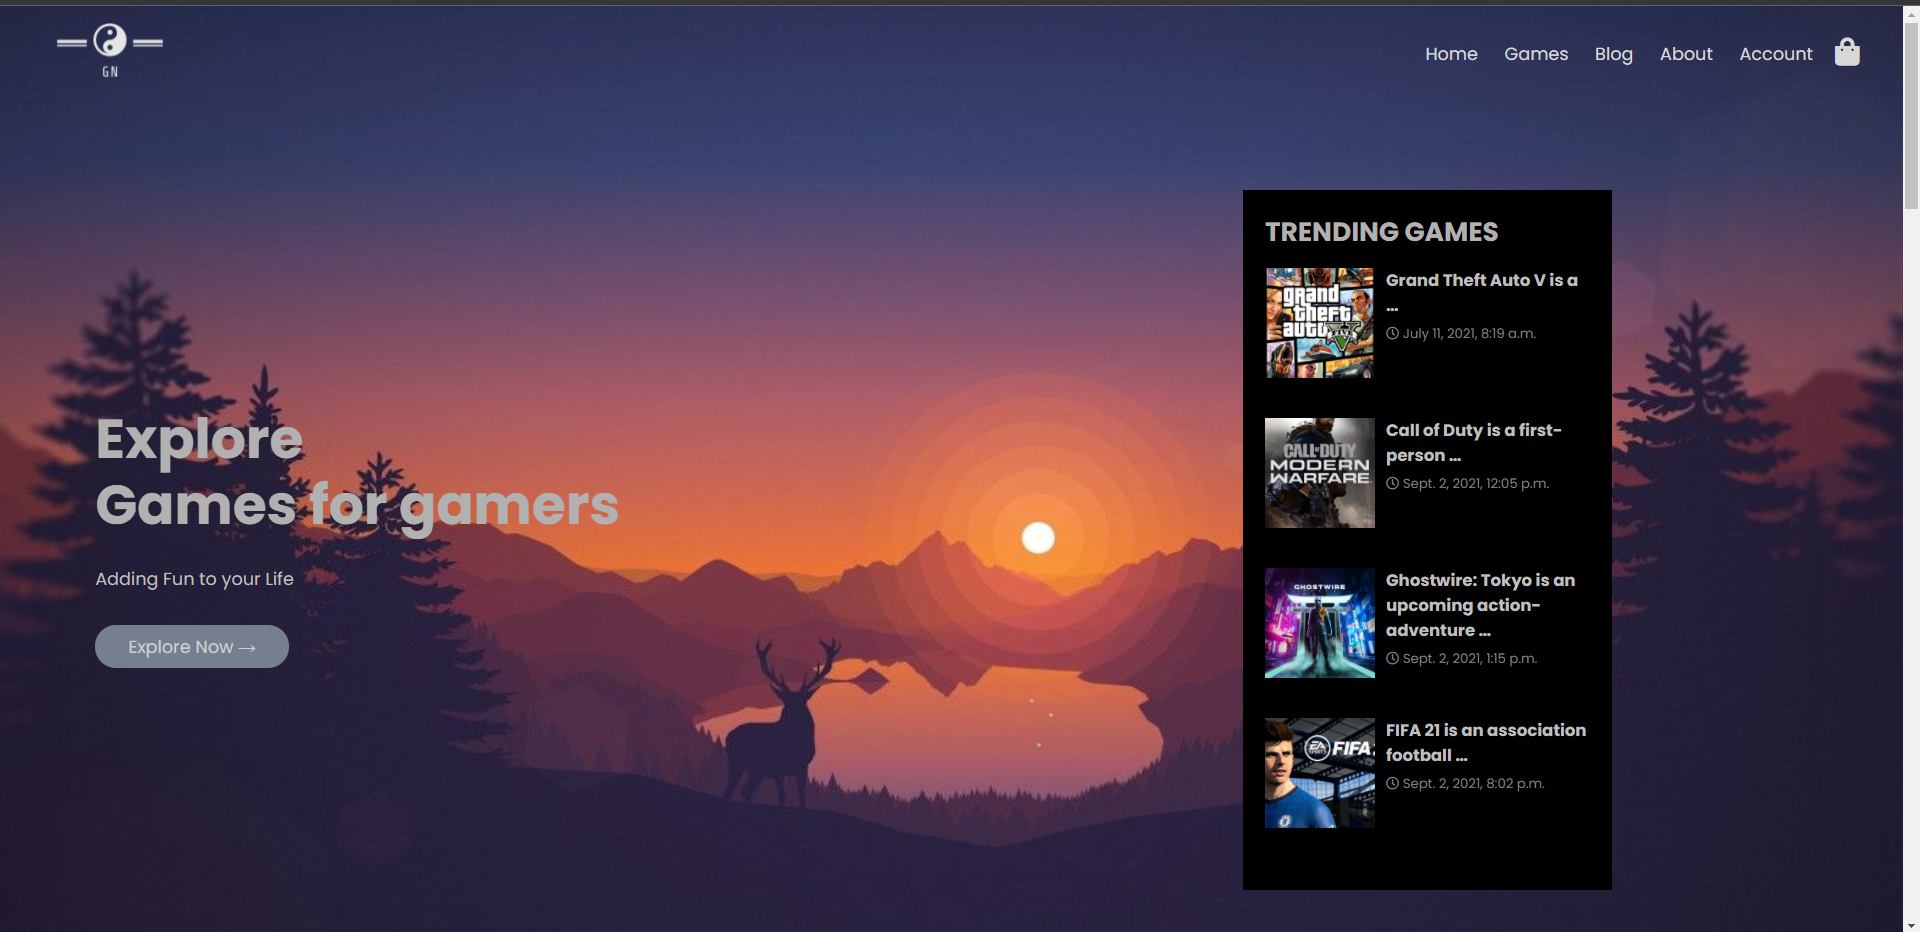 GN
Home Games Blog About Account
TRENDING GAMES
grand
theft
auto
FIVE
Grand Theft Auto V is a
...
July 11, 2021, 8:19 a.m.
CALL OF DUTY
MODERN
WARFARE
Call of Duty is a first-
person ...
Sept. 2, 2021, 12:05 p.m.
Explore
Games for gamers
Adding Fun to your Life
Explore Now →
GHOSTWIRE
Ghostwire: Tokyo is an
upcoming action-
adventure ...
Sept. 2, 2021, 1:15 p.m.
EA SPORTS FIFA
FIFA 21 is an association
football ...
Sept. 2, 2021, 8:02 p.m.